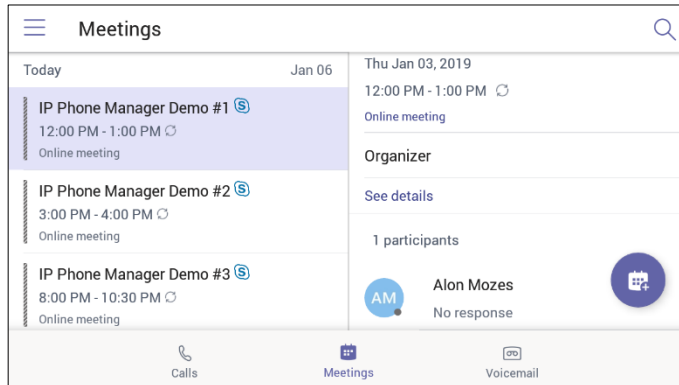 Meetings
Today Jan 06
IP Phone Manager Demo #1 S
12:00 PM - 1:00 PM
Online meeting
IP Phone Manager Demo #2 S
3:00 PM - 4:00 PM
Online meeting
IP Phone Manager Demo #3 S
8:00 PM - 10:30 PM
Online meeting
Thu Jan 03, 2019
12:00 PM - 1:00 PM
Online meeting
Organizer
See details
1 participants
AM
Alon Mozes
No response
Calls Meetings Voicemail